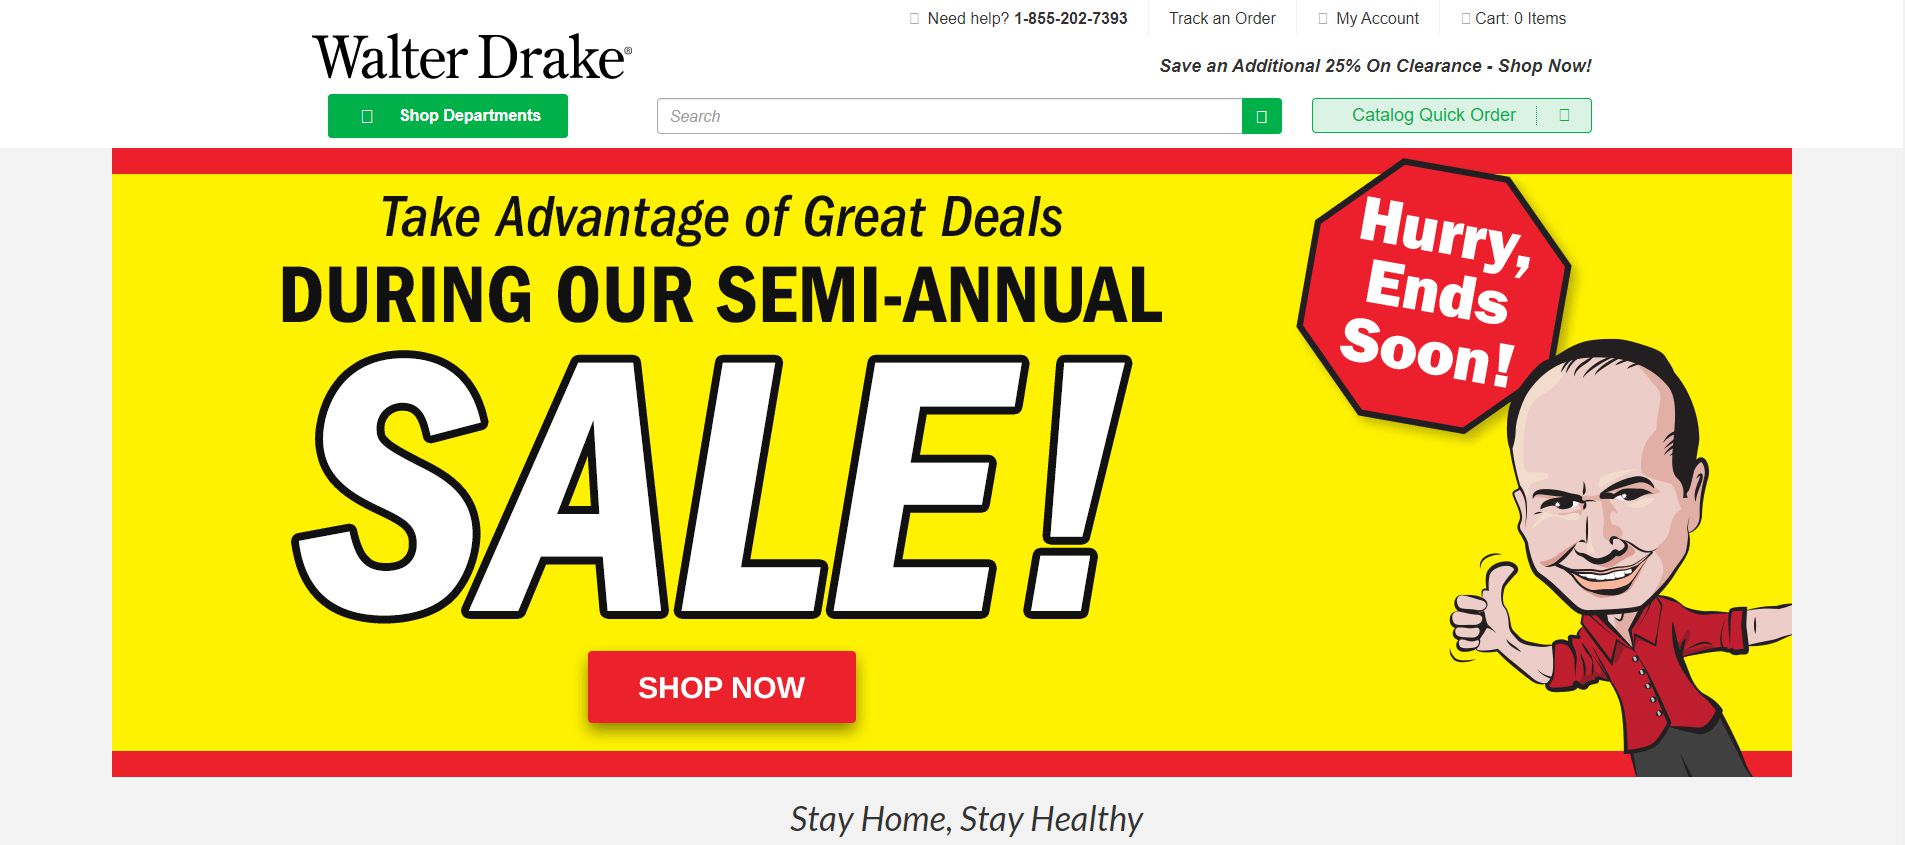 Need help? 1-855-202-7393
Track an Order
My Account
Cart: 0 Items
Walter Drake®
Save an Additional 25% On Clearance - Shop Now!
Shop Departments
Search
Catalog Quick Order
Take Advantage of Great Deals
DURING OUR SEMI-ANNUAL
SALE!
SHOP NOW
Hurry,
Ends
Soon!
Stay Home, Stay Healthy